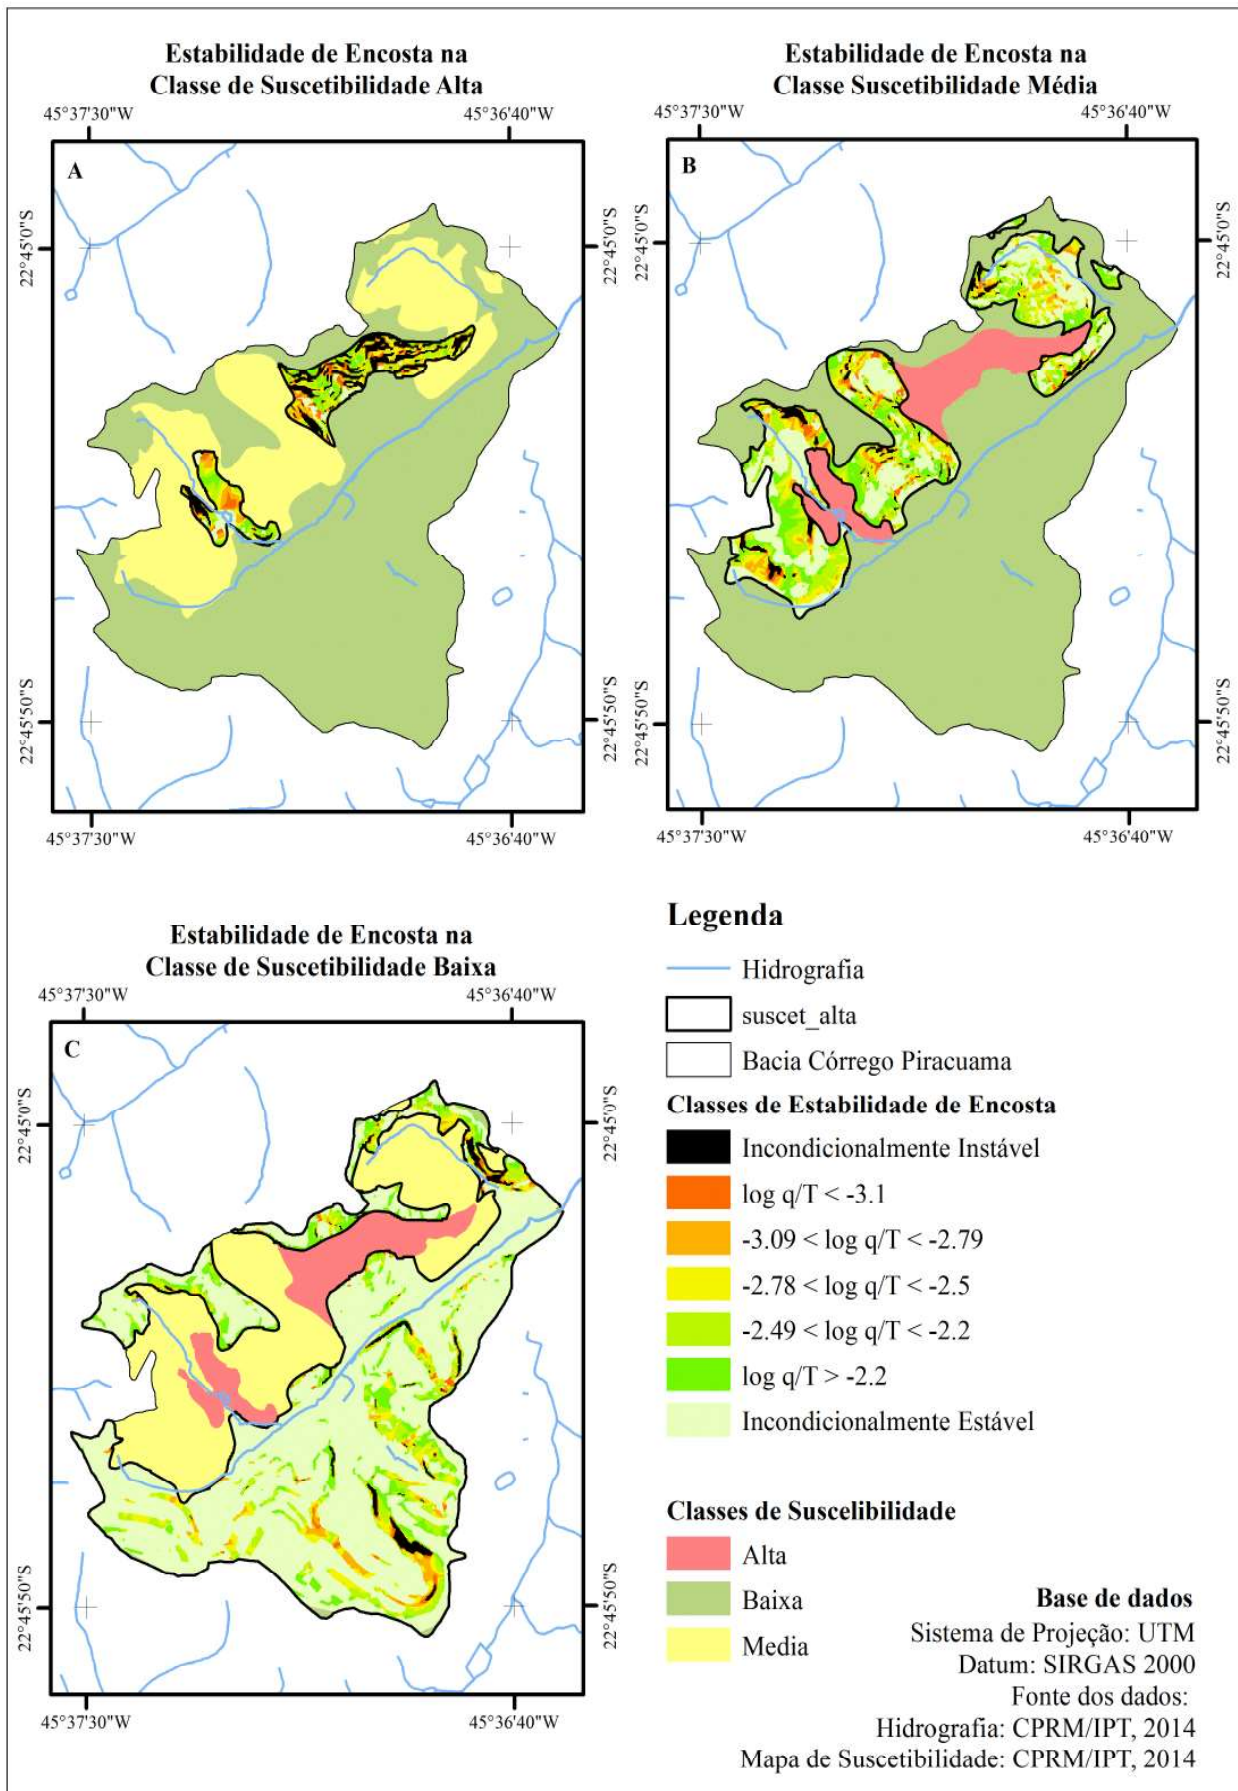 Estabilidade de Encosta na
Classe de Suscetibilidade Alta
45°37'30"W
45°36'40"W
A
22°45'0"S
22°45'0"S
22°45'50"S
22°45'50"S
45°37'30"W
45°36'40"W
Estabilidade de Encosta na
Classe Suscetibilidade Média
45°37'30"W
45°36'40"W
B
22°45'0"S
22°45'0"S
22°45'50"S
22°45'50"S
45°37'30"W
45°36'40"W
Estabilidade de Encosta na
Classe de Suscetibilidade Baixa
45°37'30"W
45°36'40"W
C
22°45'0"S
22°45'0"S
22°45'50"S
22°45'50"S
45°37'30"W
45°36'40"W
Legenda
Hidrografia
suscet_alta
Bacia Córrego Piracuama
Classes de Estabilidade de Encosta
Incondicionalmente Instável
log q/T < -3.1
-3.09 < log q/T < -2.79
-2.78 < log q/T < -2.5
-2.49 < log q/T < -2.2
log q/T > -2.2
Incondicionalmente Estável
Classes de Suscelibilidade
Alta
Baixa
Media
Base de dados
Sistema de Projeção: UTM
Datum: SIRGAS 2000
Fonte dos dados:
Hidrografia: CPRM/IPT, 2014
Mapa de Suscetibilidade: CPRM/IPT, 2014